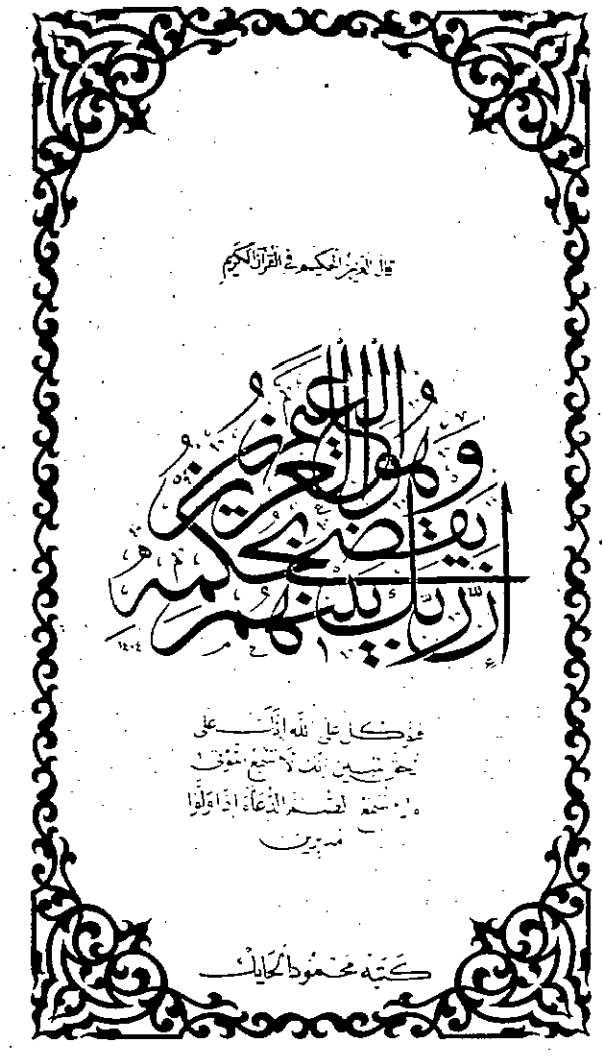 قال العزيز الحكيم في القرآن الكريم
إن ربك يقضي بينهم بحكمه وهو العزيز العليم
١٤٠٤
فتوكل على الله إنك على
الحق المبين إنك لا تسمع الموتى
ولا تسمع الصم الدعاء إذا ولوا
مدبرين
كتبه محمود الحايك